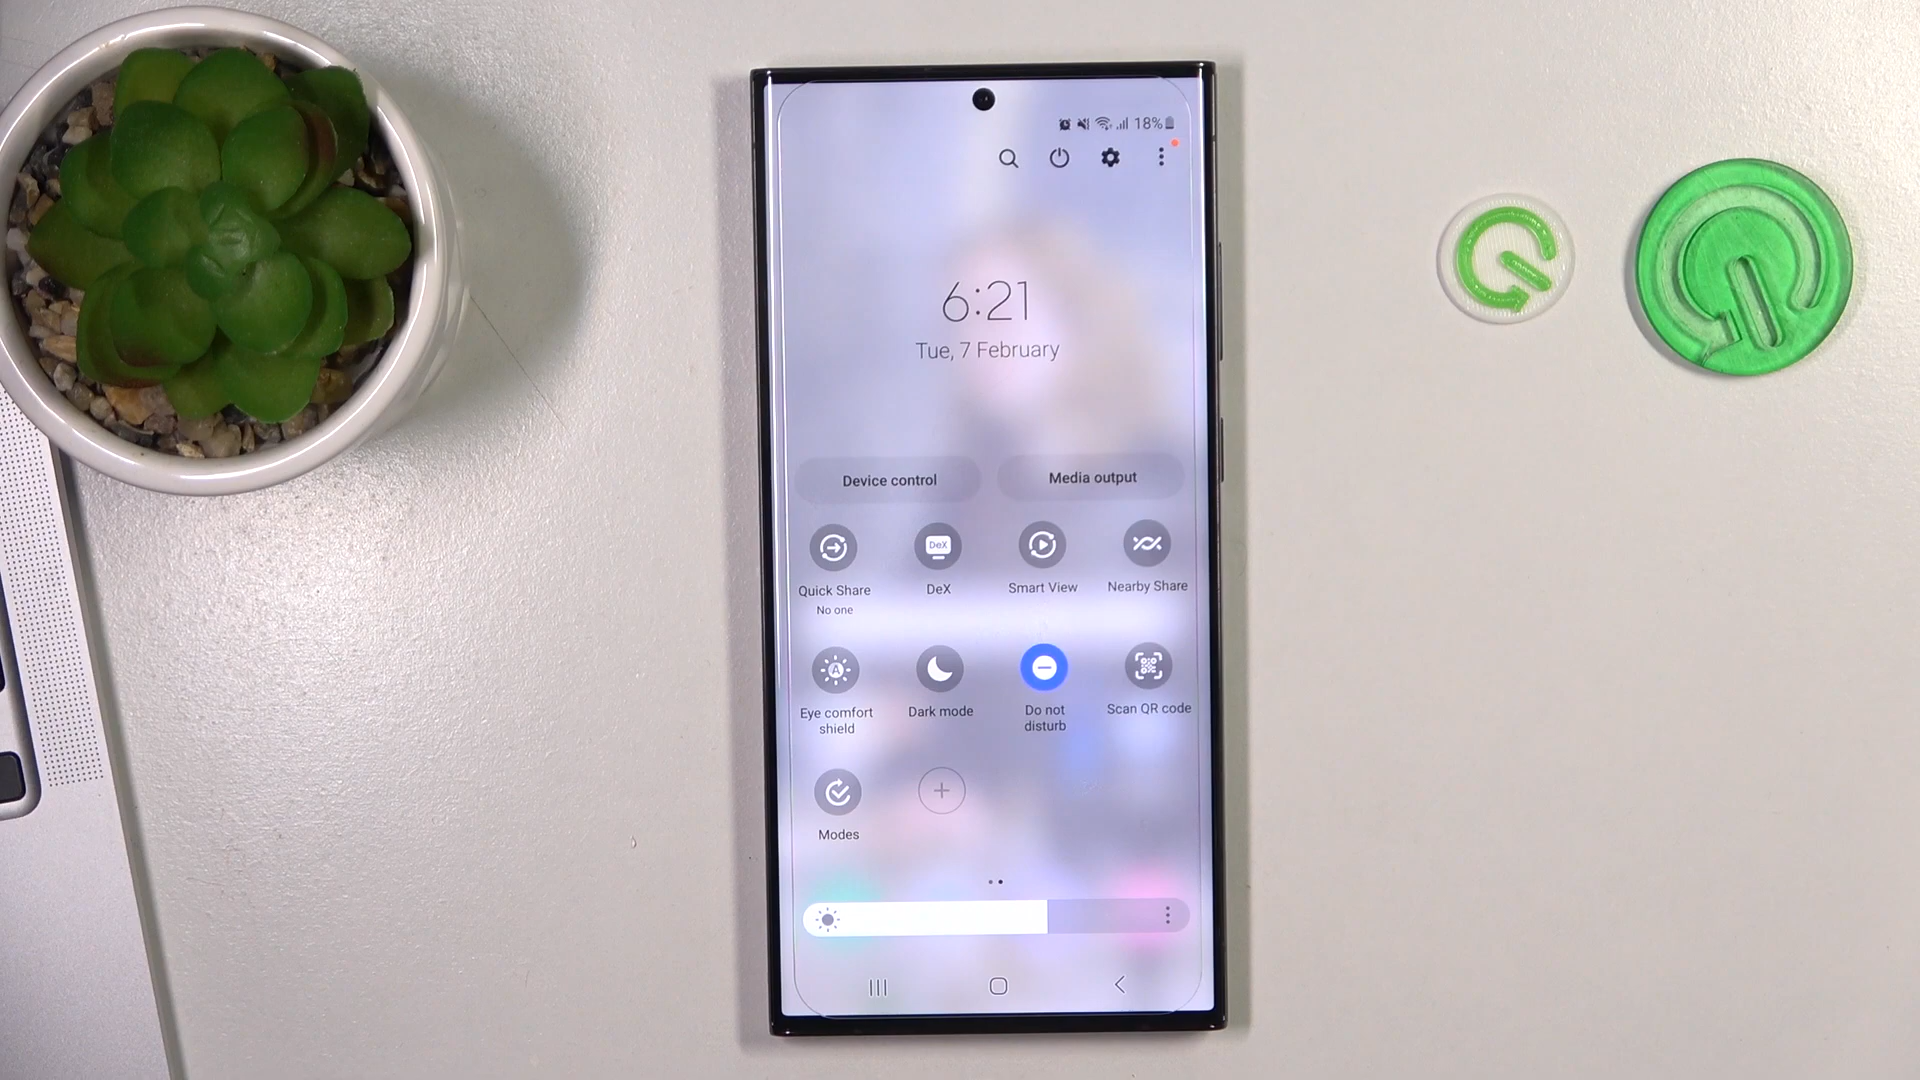 18%
6:21
Tue, 7 February
Device control
Media output
DeX
Quick Share
DeX
Smart View
Nearby Share
No one
A
Eye comfort
shield
Dark mode
Do not
disturb
Scan QR code
Modes